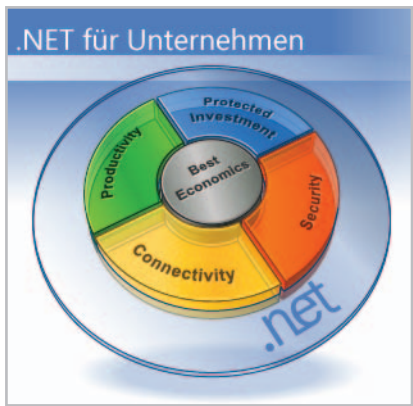 .NET für Unternehmen
Protected
Investment
Productivity
Best
Economics
Security
Connectivity
.net